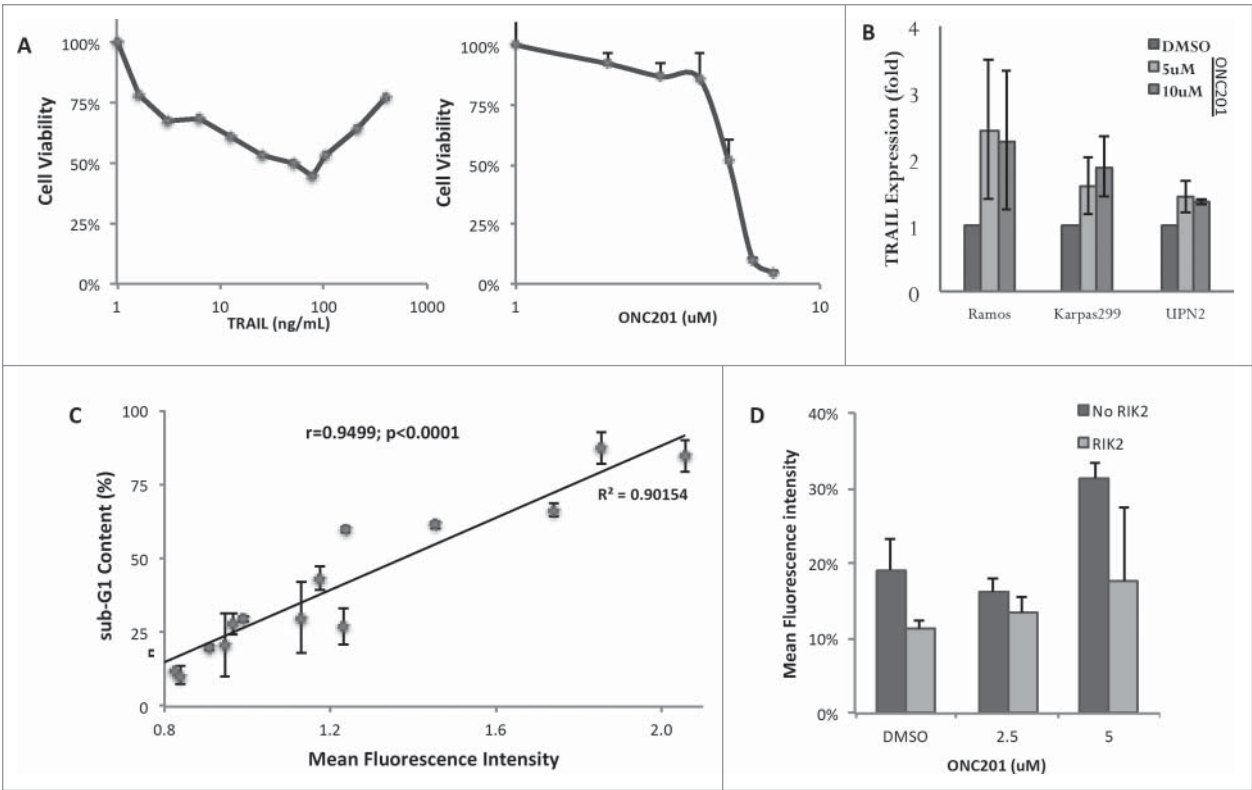 A
100%
75%
50%
25%
0%
Cell Viability
1 10 100 1000
TRAIL (ng/mL)
100%
75%
50%
25%
0%
Cell Viability
1 10
ONC201 (uM)
B
4
3
2
1
0
TRAIL Expression (fold)
DMSO
5uM
10uM
ONC201
Ramos Karpas299 UPN2
C
100
75
50
25
0
sub-G1 Content (%)
r=0.9499; p<0.0001
R² = 0.90154
0.8 1.2 1.6 2.0
Mean Fluorescence Intensity
D
40%
30%
20%
10%
0%
Mean Fluorescence intensity
No RIK2
RIK2
DMSO 2.5 5
ONC201 (uM)